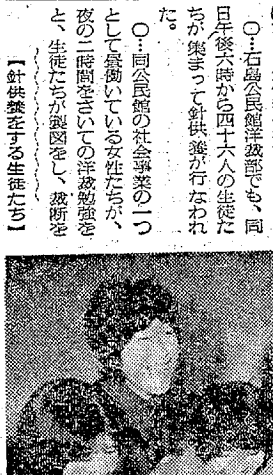 〇…石島公民館洋裁部でも、同
日午後六時から四十六人の生徒た
ちが集まって針供養が行なわれ
た。
〇…同公民館の社会事業の一つ
として昼働いている女性たちが、
夜の二時間をさいての洋裁勉強を
と、生徒たちが製図をし、裁断を
【針供養をする生徒たち】